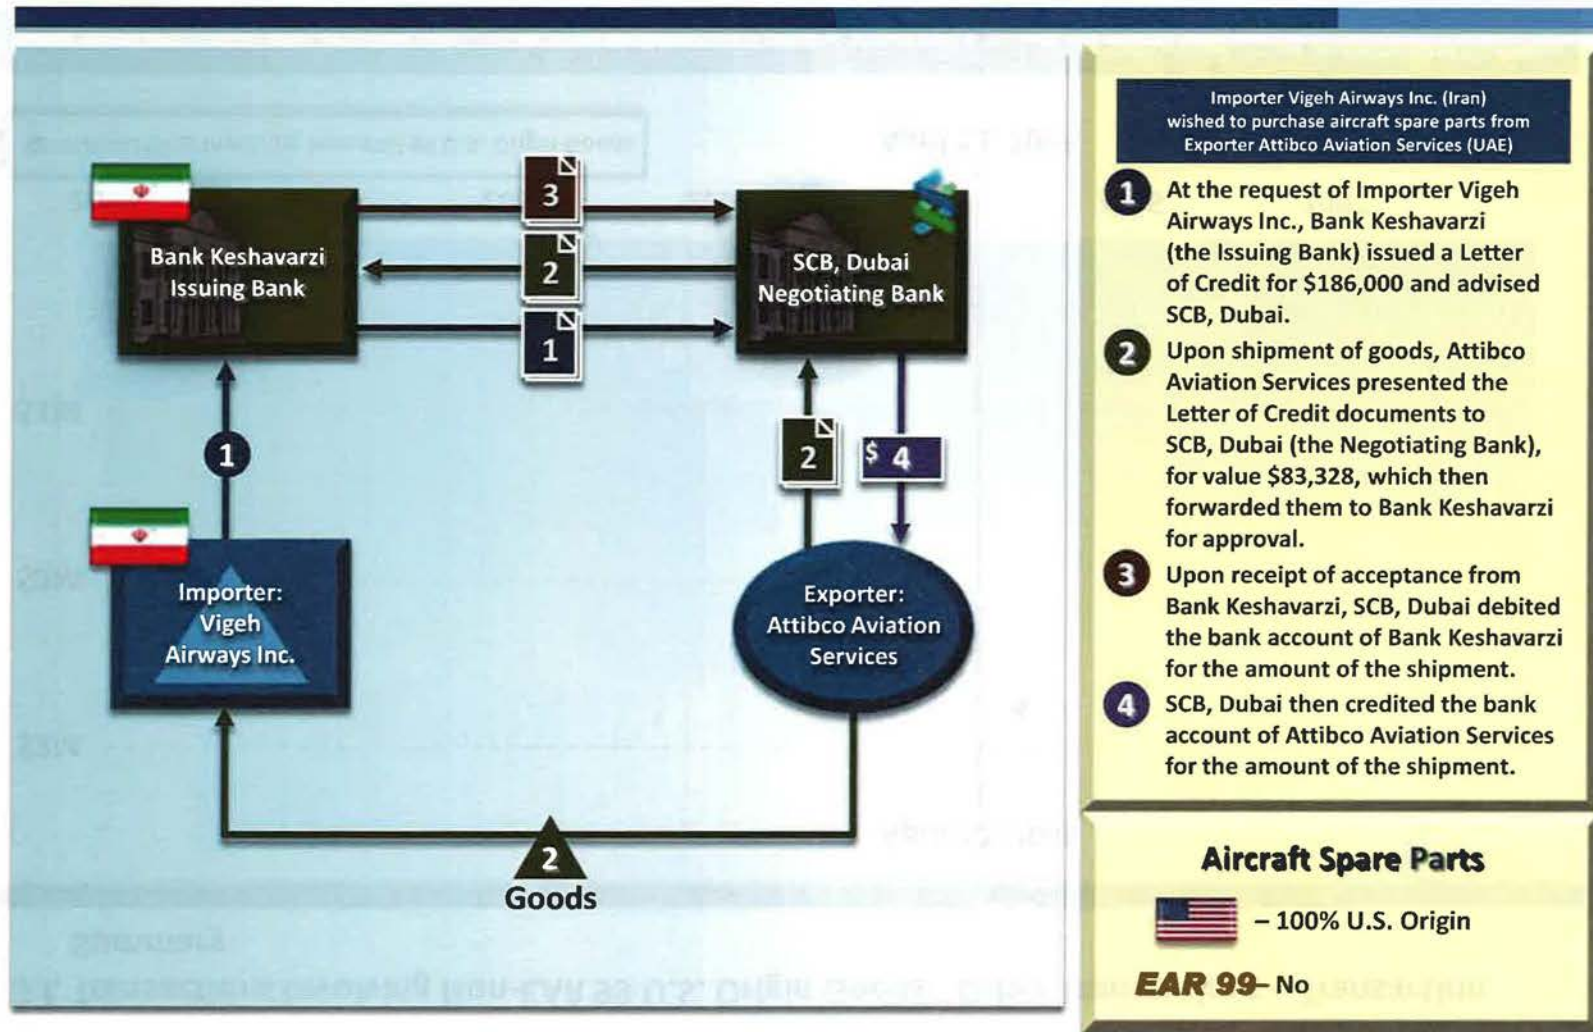 Importer Vigeh Airways Inc. (Iran)
wished to purchase aircraft spare parts from
Exporter Attibco Aviation Services (UAE)
1 At the request of Importer Vigeh
Airways Inc., Bank Keshavarzi
(the Issuing Bank) issued a Letter
of Credit for $186,000 and advised
SCB, Dubai.
2 Upon shipment of goods, Attibco
Aviation Services presented the
Letter of Credit documents to
SCB, Dubai (the Negotiating Bank),
for value $83,328, which then
forwarded them to Bank Keshavarzi
for approval.
3 Upon receipt of acceptance from
Bank Keshavarzi, SCB, Dubai debited
the bank account of Bank Keshavarzi
for the amount of the shipment.
4 SCB, Dubai then credited the bank
account of Attibco Aviation Services
for the amount of the shipment.
Bank Keshavarzi
Issuing Bank
3
2
1
SCB, Dubai
Negotiating Bank
1
2
$ 4
Importer:
Vigeh
Airways Inc.
Exporter:
Attibco Aviation
Services
2
Goods
Aircraft Spare Parts
– 100% U.S. Origin
EAR 99– No